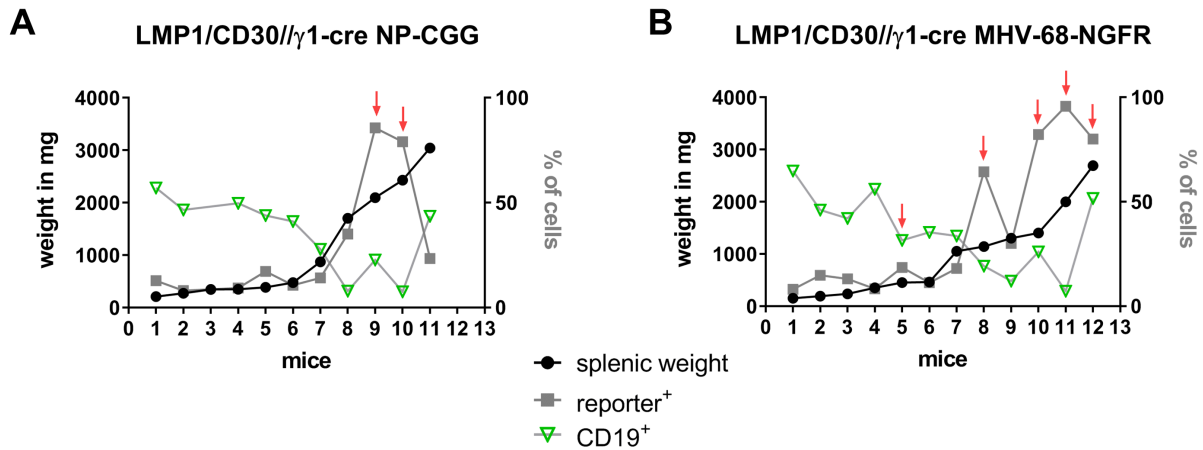 A
LMP1/CD30//γ1-cre NP-CGG
4000
3000
2000
1000
0
weight in mg
100
50
0
% of cells
0 1 2 3 4 5 6 7 8 9 10 11 12 13
mice
B
LMP1/CD30//γ1-cre MHV-68-NGFR
4000
3000
2000
1000
0
weight in mg
100
50
0
% of cells
0 1 2 3 4 5 6 7 8 9 10 11 12 13
mice
splenic weight
reporter⁺
CD19⁺